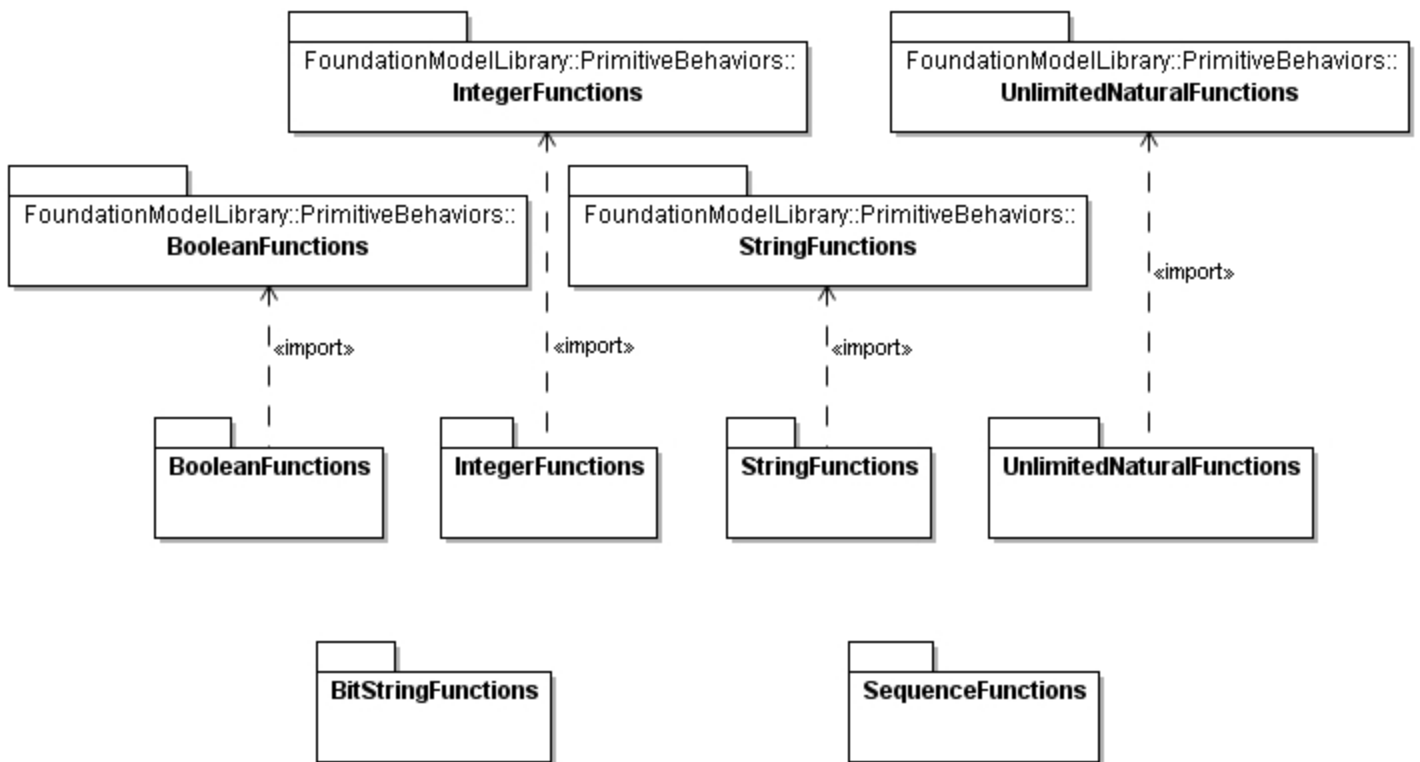 FoundationModelLibrary::PrimitiveBehaviors::
IntegerFunctions
FoundationModelLibrary::PrimitiveBehaviors::
UnlimitedNaturalFunctions
FoundationModelLibrary::PrimitiveBehaviors::
BooleanFunctions
FoundationModelLibrary::PrimitiveBehaviors::
StringFunctions
«import»
«import»
«import»
«import»
BooleanFunctions
IntegerFunctions
StringFunctions
UnlimitedNaturalFunctions
BitStringFunctions
SequenceFunctions